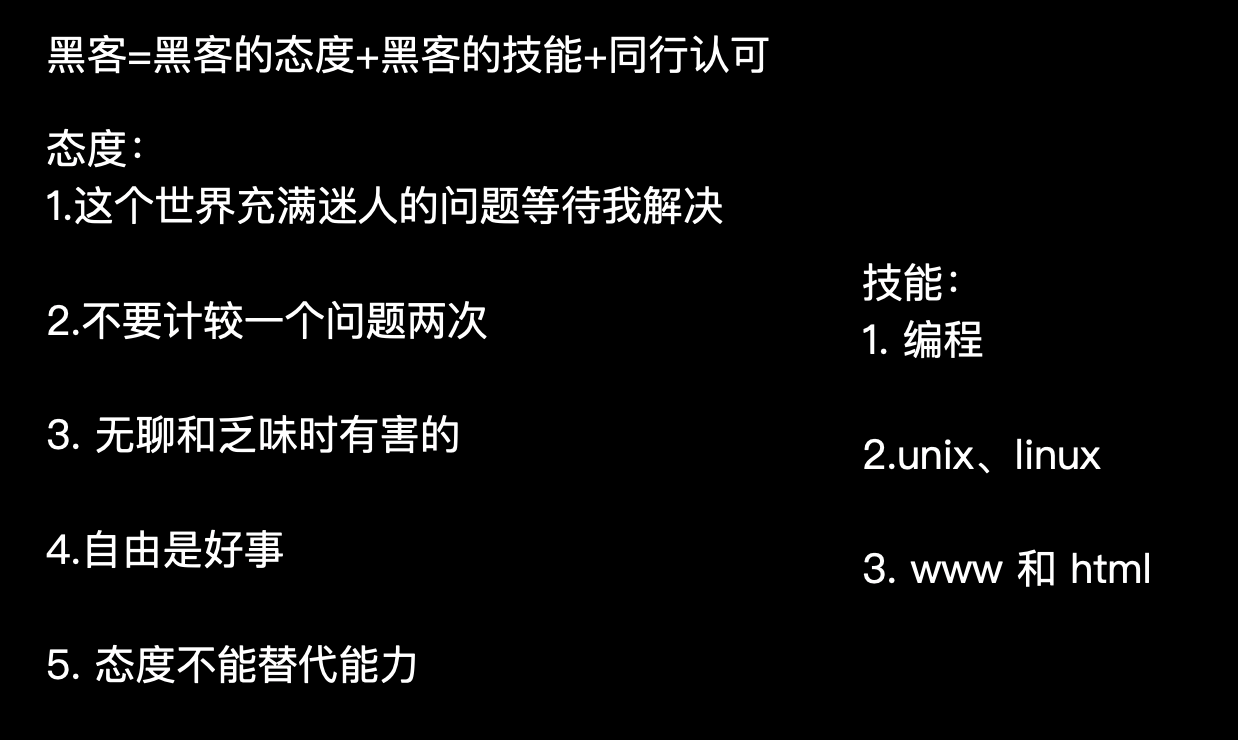 黑客=黑客的态度+黑客的技能+同行认可
态度：
1.这个世界充满迷人的问题等待我解决
2.不要计较一个问题两次
3. 无聊和乏味时有害的
4.自由是好事
5. 态度不能替代能力
技能：
1. 编程
2.unix、linux
3. www 和 html